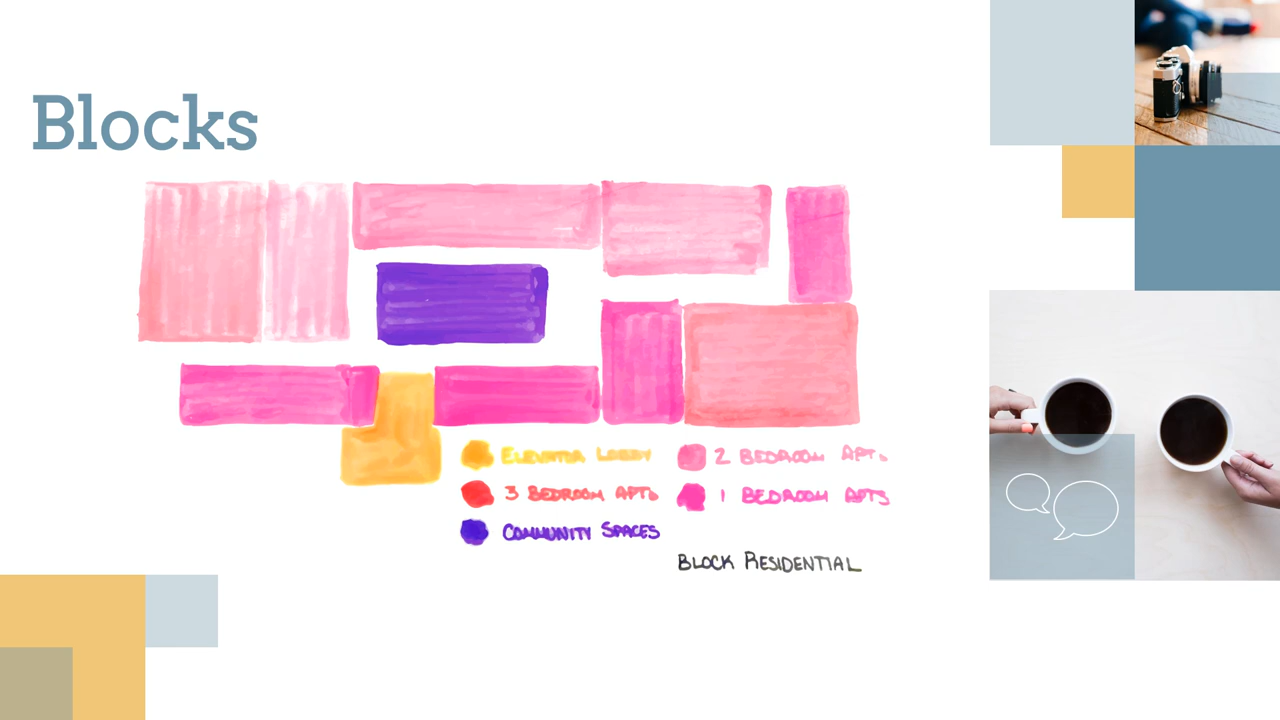 Blocks
ELEVATOR LOBBY
2 BEDROOM APTS
3 BEDROOM APTS
1 BEDROOM APTS
COMMUNITY SPACES
BLOCK RESIDENTIAL